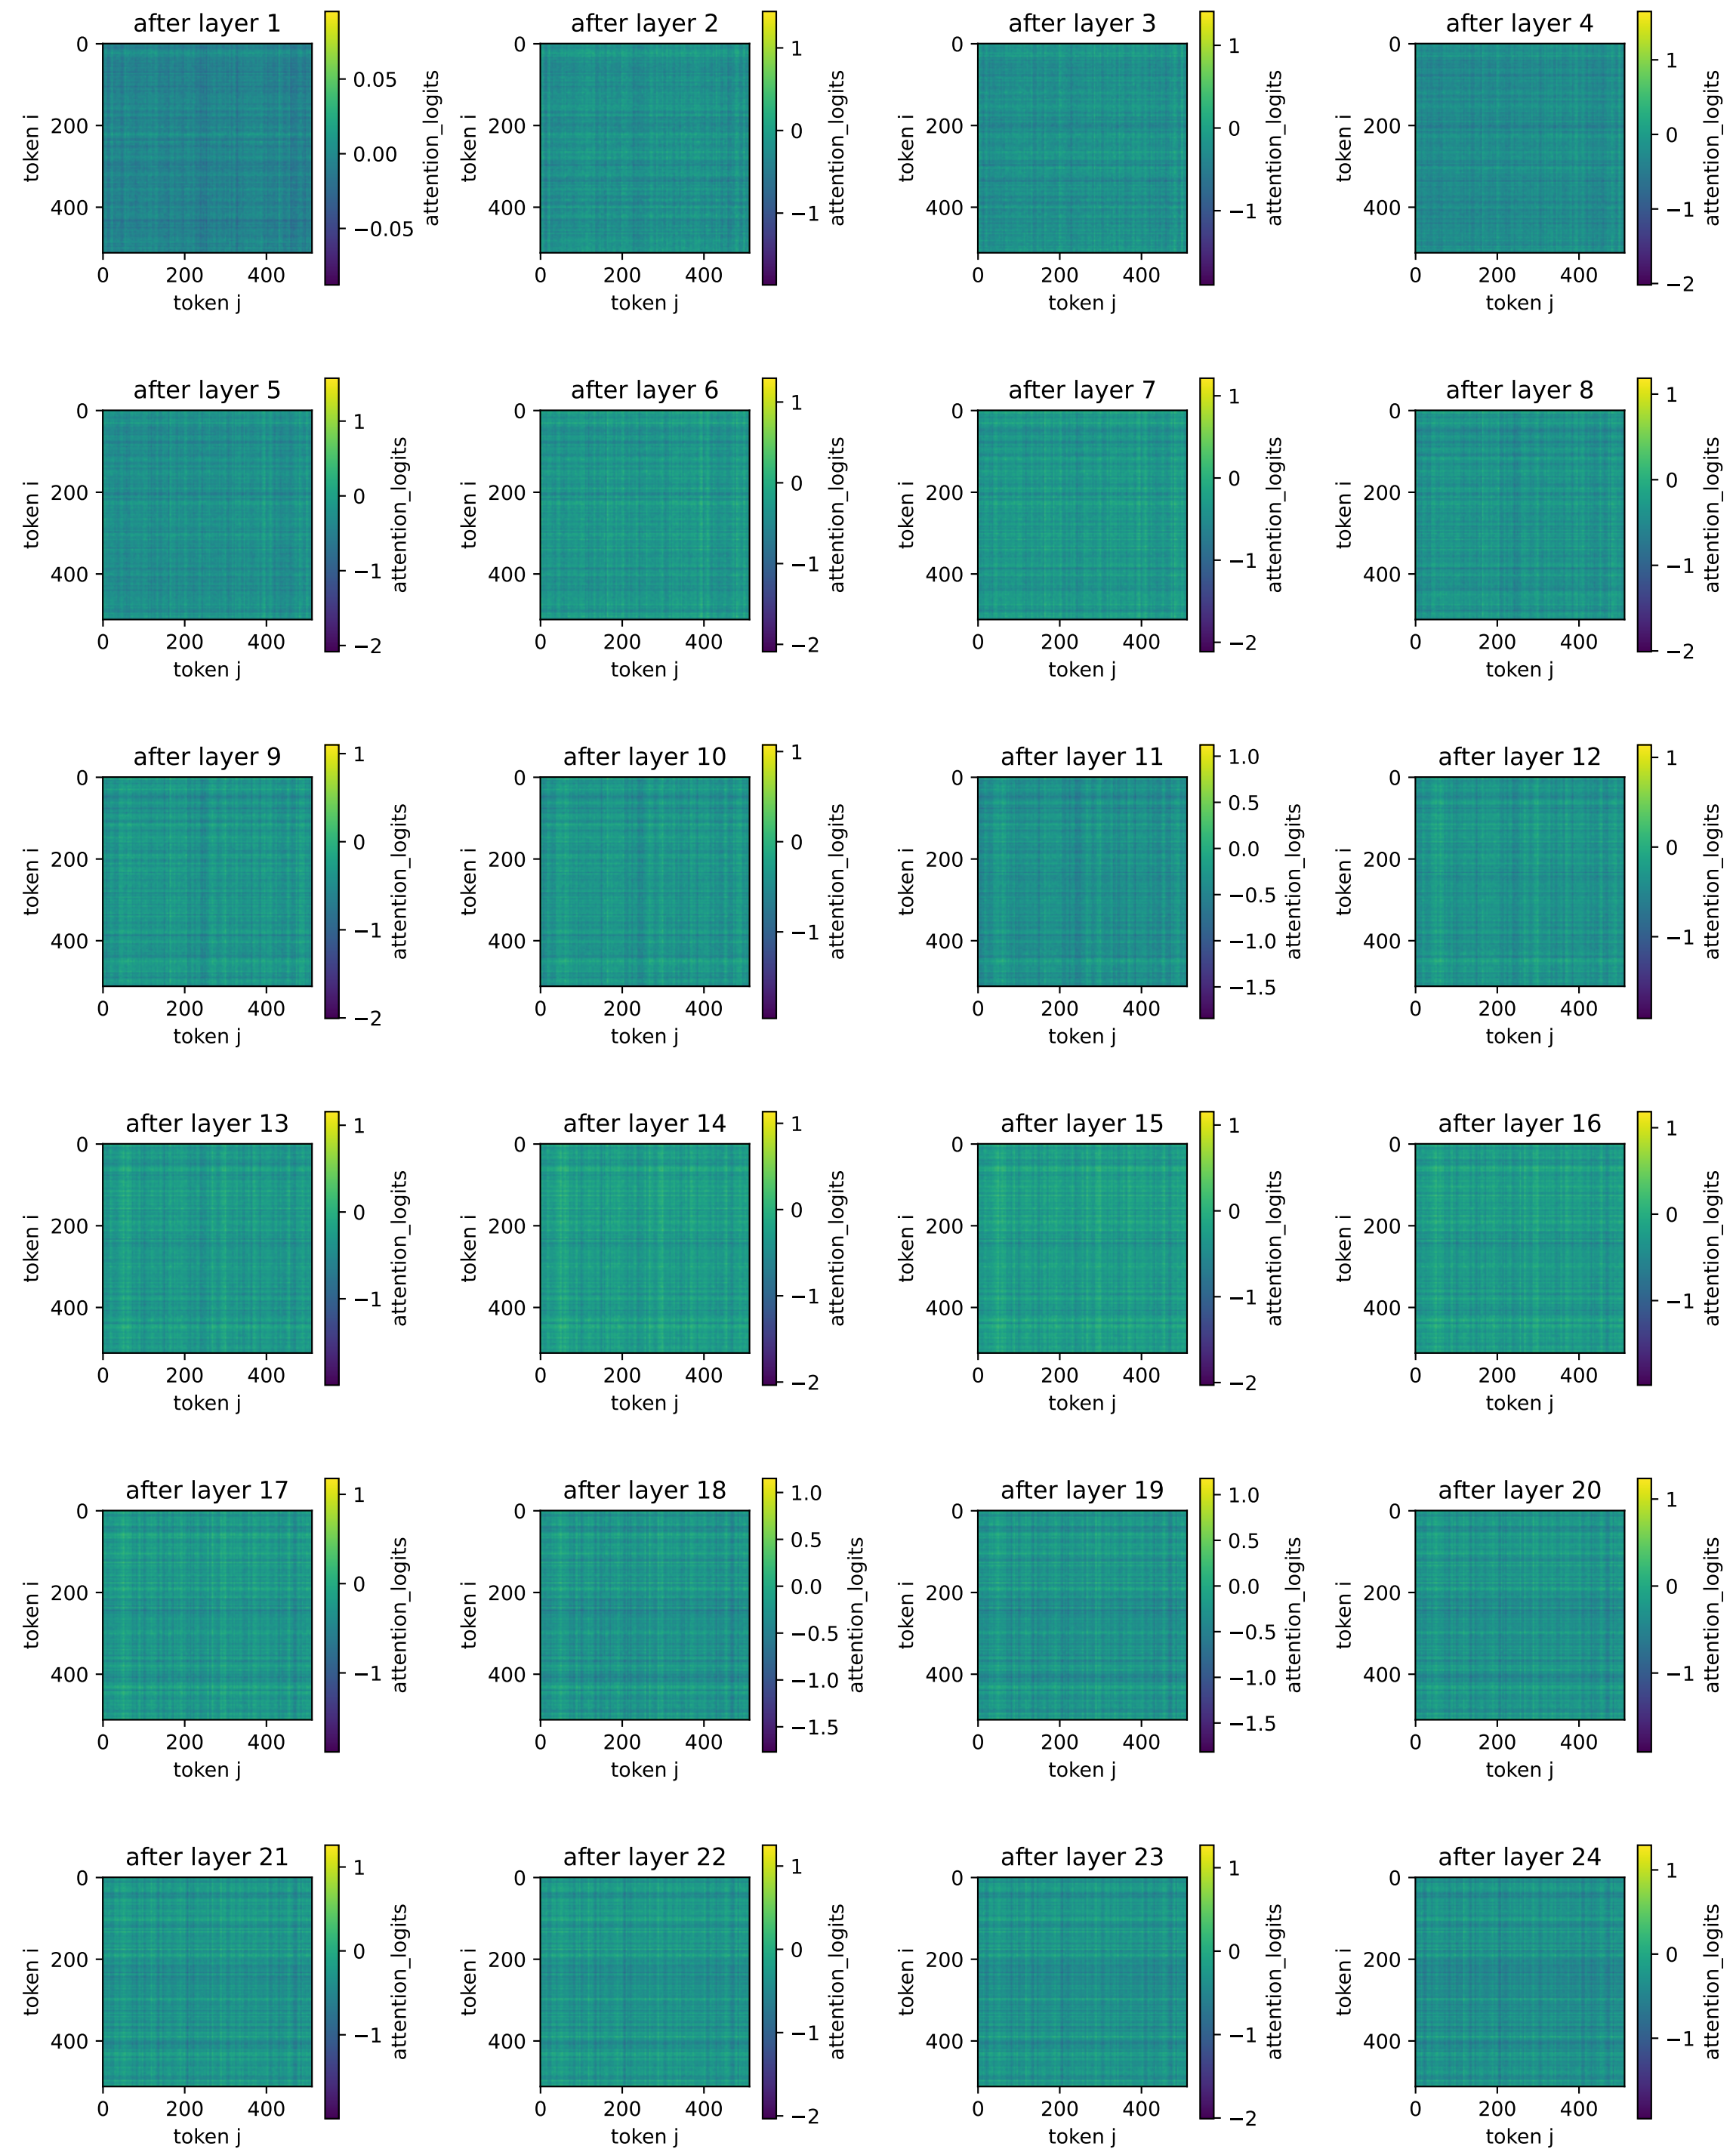 after layer 1
after layer 2
after layer 3
after layer 4
0
200
400
token i
0
200
400
token j
0.05
0.00
−0.05
attention_logits
0
200
400
token i
0
200
400
token j
1
0
−1
attention_logits
0
200
400
token i
0
200
400
token j
1
0
−1
attention_logits
0
200
400
token i
0
200
400
token j
1
0
−1
−2
attention_logits
after layer 5
after layer 6
after layer 7
after layer 8
0
200
400
token i
0
200
400
token j
1
0
−1
−2
attention_logits
0
200
400
token i
0
200
400
token j
1
0
−1
−2
attention_logits
0
200
400
token i
0
200
400
token j
1
0
−1
−2
attention_logits
0
200
400
token i
0
200
400
token j
1
0
−1
−2
attention_logits
after layer 9
after layer 10
after layer 11
after layer 12
0
200
400
token i
0
200
400
token j
1
0
−1
−2
attention_logits
0
200
400
token i
0
200
400
token j
1
0
−1
attention_logits
0
200
400
token i
0
200
400
token j
1.0
0.5
0.0
−0.5
−1.0
−1.5
attention_logits
0
200
400
token i
0
200
400
token j
1
0
−1
attention_logits
after layer 13
after layer 14
after layer 15
after layer 16
0
200
400
token i
0
200
400
token j
1
0
−1
attention_logits
0
200
400
token i
0
200
400
token j
1
0
−1
−2
attention_logits
0
200
400
token i
0
200
400
token j
1
0
−1
−2
attention_logits
0
200
400
token i
0
200
400
token j
1
0
−1
attention_logits
after layer 17
after layer 18
after layer 19
after layer 20
0
200
400
token i
0
200
400
token j
1
0
−1
attention_logits
0
200
400
token i
0
200
400
token j
1.0
0.5
0.0
−0.5
−1.0
−1.5
attention_logits
0
200
400
token i
0
200
400
token j
1.0
0.5
0.0
−0.5
−1.0
−1.5
attention_logits
0
200
400
token i
0
200
400
token j
1
0
−1
attention_logits
after layer 21
after layer 22
after layer 23
after layer 24
0
200
400
token i
0
200
400
token j
1
0
−1
attention_logits
0
200
400
token i
0
200
400
token j
1
0
−1
−2
attention_logits
0
200
400
token i
0
200
400
token j
1
0
−1
−2
attention_logits
0
200
400
token i
0
200
400
token j
1
0
−1
attention_logits